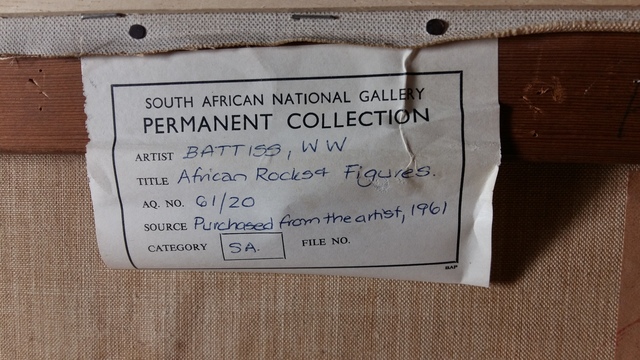 SOUTH AFRICAN NATIONAL GALLERY
PERMANENT COLLECTION
ARTIST BATTISS, W W
TITLE African Rocks & Figures.
AQ. NO. 61/20
SOURCE Purchased from the artist, 1961
CATEGORY SA. FILE NO.
MAP